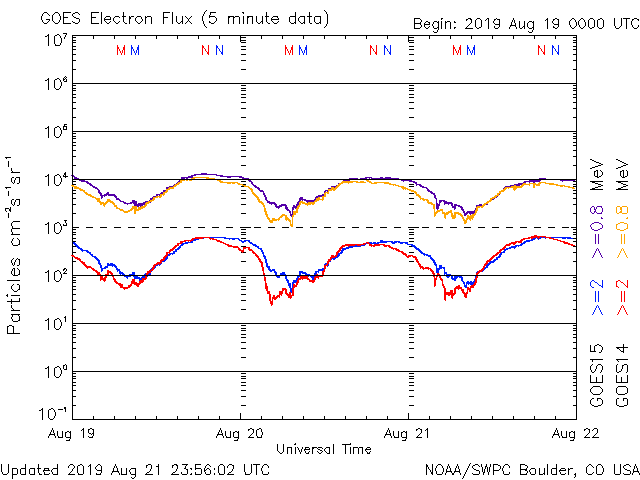 GOES Electron Flux (5 minute data)
Begin: 2019 Aug 19 0000 UTC
10⁷
M M N N M M N N M M N N
10⁶
10⁵
10⁴
10³
10²
10¹
10⁰
10⁻¹
Particles cm⁻²s⁻¹sr⁻¹
GOES15 >=2 >=0.8 MeV
GOES14 >=2 >=0.8 MeV
Aug 19 Aug 20 Aug 21 Aug 22
Universal Time
Updated 2019 Aug 21 23:56:02 UTC
NOAA/SWPC Boulder, CO USA